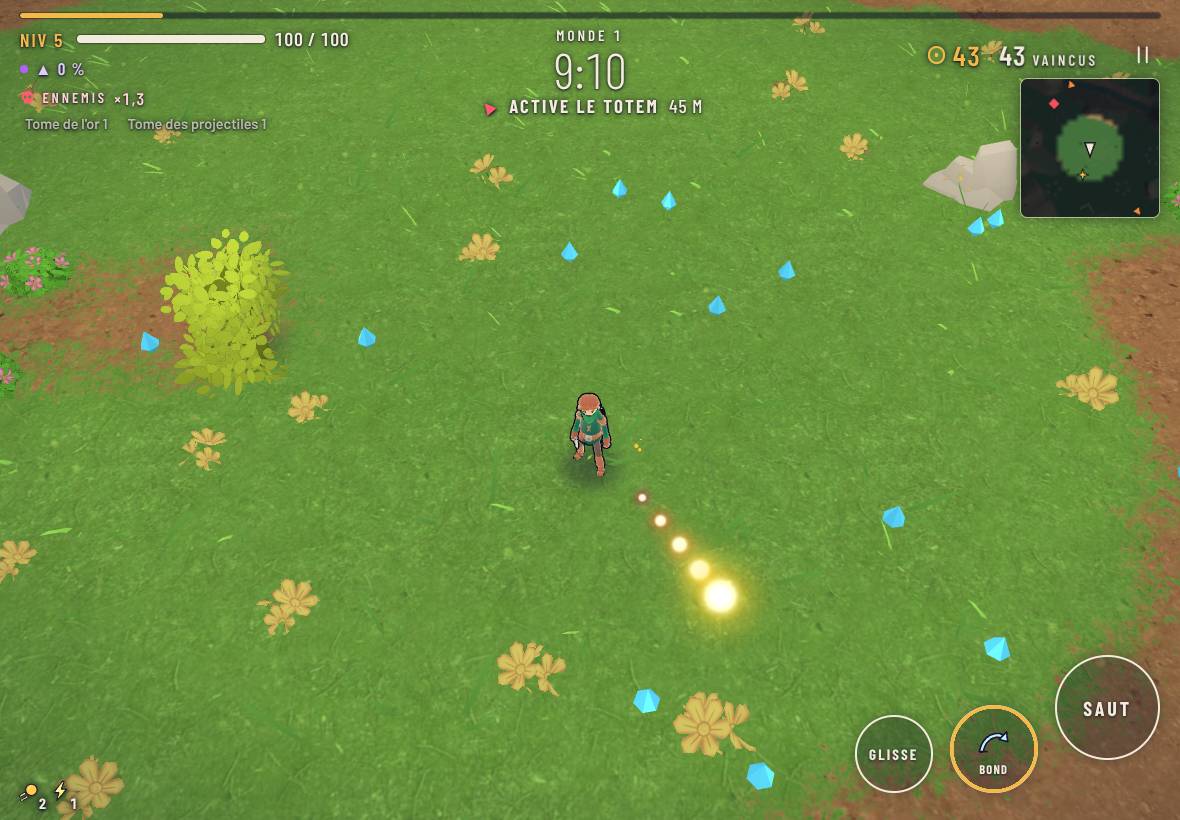 NIV 5
100 / 100
MONDE 1
9:10
43
43 VAINCUS
▲ 0 %
ENNEMIS ×1,3
ACTIVE LE TOTEM 45 M
Tome de l'or 1
Tome des projectiles 1
SAUT
GLISSE
BOND
2
1